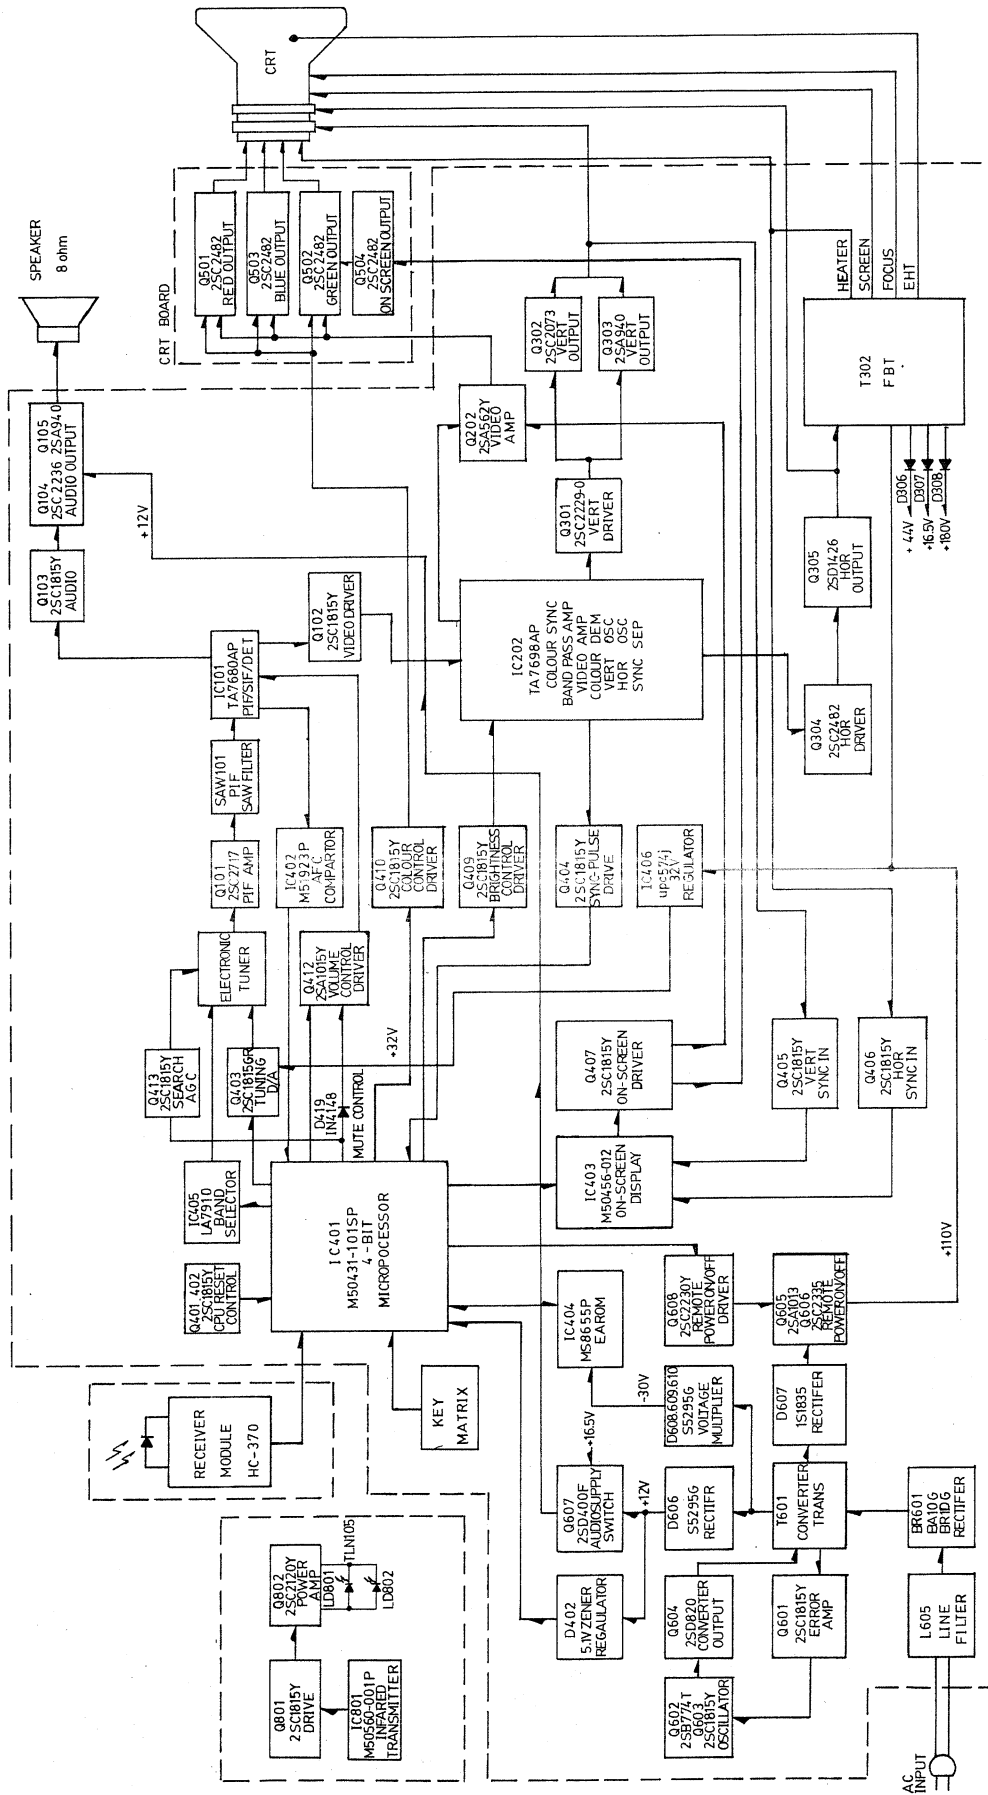 SPEAKER
8 ohm
CRT
CRT BOARD
Q501
2SC2482
RED OUTPUT
Q503
2SC2482
BLUE OUTPUT
Q502
2SC2482
GREEN OUTPUT
Q504
2SC2482
ON SCREEN OUTPUT
Q104 Q105
2SC2236 2SA940
AUDIO OUTPUT
+12V
Q103
2SC1815Y
AUDIO
IC101
TA7680AP
PIF/SIF/DET
Q102
2SC1815Y
VIDEO DRIVER
SAW101
PIF
SAW FILTER
Q101
2SC2717
PIF AMP
ELECTRONIC
TUNER
IC402
M51923P
AFC
COMPARTOR
Q412
2SA1015Y
VOLUME
CONTROL
DRIVER
Q410
2SC1815Y
COLOUR
CONTROL
DRIVER
Q409
2SC1815Y
BRIGHTNESS
CONTROL
DRIVER
Q404
2SC1815Y
SYNC-PULSE
DRIVE
IC406
upc574j
32V
REGULATOR
IC202
TA7698AP
COLOUR SYNC
BAND PASS AMP
VIDEO AMP
COLOUR DEM
VERT OSC
HOR OSC
SYNC SEP
Q202
2SA562Y
VIDEO
AMP
Q301
2SC2229-O
VERT
DRIVER
Q302
2SC2073
VERT
OUTPUT
Q303
2SA940
VERT
OUTPUT
HEATER
SCREEN
FOCUS
EHT
T302
FBT
D306
D307
D308
+ 44V
+16.5V
+180V
Q305
2SD1426
HOR
OUTPUT
Q304
2SC2482
HOR
DRIVER
Q413
2SC1815Y
SEARCH
AGC
Q403
2SC1815GR
TUNING
D/A
+32V
D419
IN4148
MUTE CONTROL
IC405
LA7910
BAND
SELECTOR
Q401 402
2SC1815Y
CPU RESET
CONTROL
IC401
M50431-101SP
4-BIT
MICROPOCESSOR
Q407
2SC1815Y
ON-SCREEN
DRIVER
IC403
M50456-012
ON-SCREEN
DISPLAY
Q405
2SC1815Y
VERT
SYNC IN
Q406
2SC1815Y
HOR
SYNC IN
+110V
RECEIVER
MODULE
HC-370
KEY
MATRIX
IC404
MS8655P
EAROM
Q608
2SC2230Y
REMOTE
POWER ON/OFF
DRIVER
Q605
2SA1013
Q606
2SC2335
REMOTE
POWER ON/OFF
-30V
+16.5V
Q607
2SD400F
AUDIO SUPPLY
SWITCH
D608.609.610
S5295G
VOLTAGE
MULTIPLIER
D607
1S1835
RECTIFER
+12V
D606
S5295G
RECTIFR
T601
CONVERTER
TRANS
BR601
BA10G
BR1DG
RECTIFER
D402
5.1V ZENER
REGAULATOR
Q604
2SD820
CONVERTER
OUTPUT
Q601
2SC1815Y
ERROR
AMP
L605
LINE
FILTER
Q602
2SB774T
Q603
2SC1815Y
OSCILLATOR
AC
INPUT
Q802
2SC2120Y
POWER
AMP
LD801
TLN105
LD802
Q801
2SC1815Y
DRIVE
IC801
M50560-001P
INFARED
TRANSMITTER